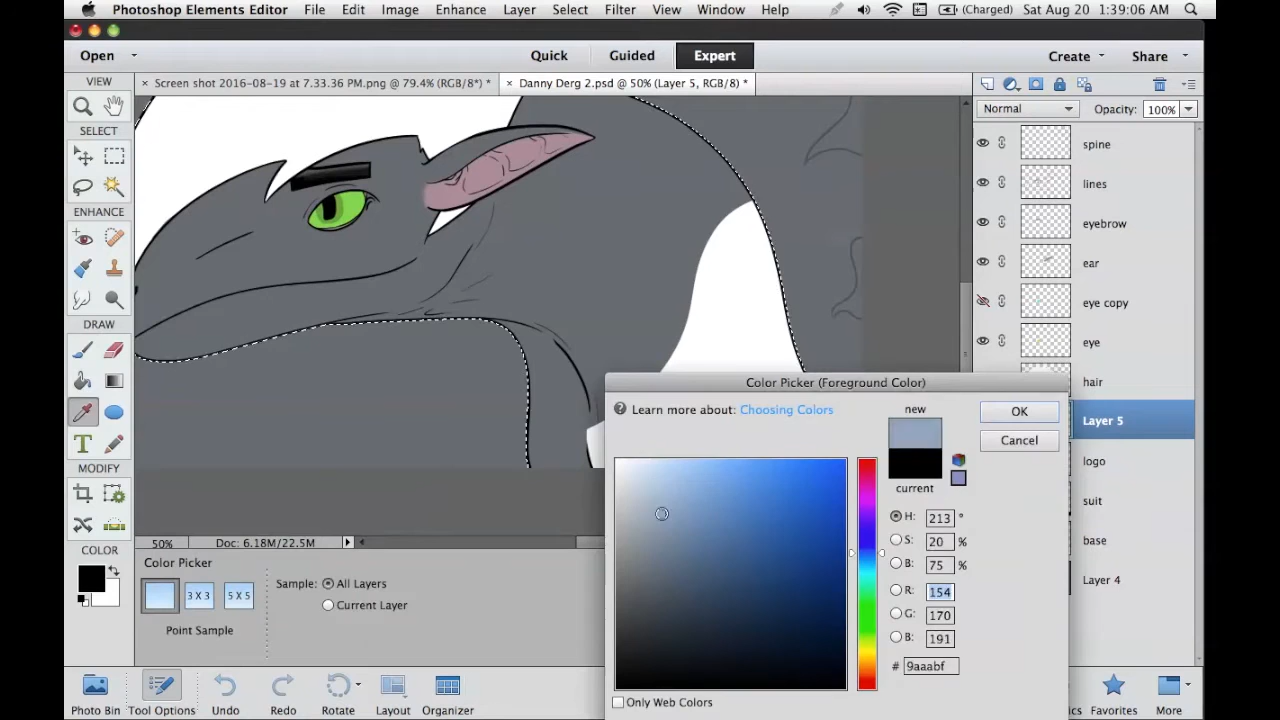 Photoshop Elements Editor File Edit Image Enhance Layer Select Filter View Window Help (Charged) Sat Aug 20 1:39:06 AM
Open Quick Guided Expert Create Share
VIEW × Screen shot 2016-08-19 at 7.33.36 PM.png @ 79.4% (RGB/8*) * × Danny Derg 2.psd @ 50% (Layer 5, RGB/8) *
Normal Opacity: 100%
SELECT
spine
lines
ENHANCE
eyebrow
ear
eye copy
DRAW
eye
hair
Color Picker (Foreground Color)
? Learn more about: Choosing Colors new OK
Layer 5
T
Cancel
logo
MODIFY
current
suit
H: 213 °
base
S: 20 %
50% Doc: 6.18M/22.5M
COLOR
Color Picker
B: 75 %
Layer 4
3 X 3 5 X 5 Sample: All Layers
Current Layer
R: 154
G: 170
Point Sample
B: 191
# 9aaabf
Only Web Colors
Photo Bin Tool Options Undo Redo Rotate Layout Organizer Favorites More